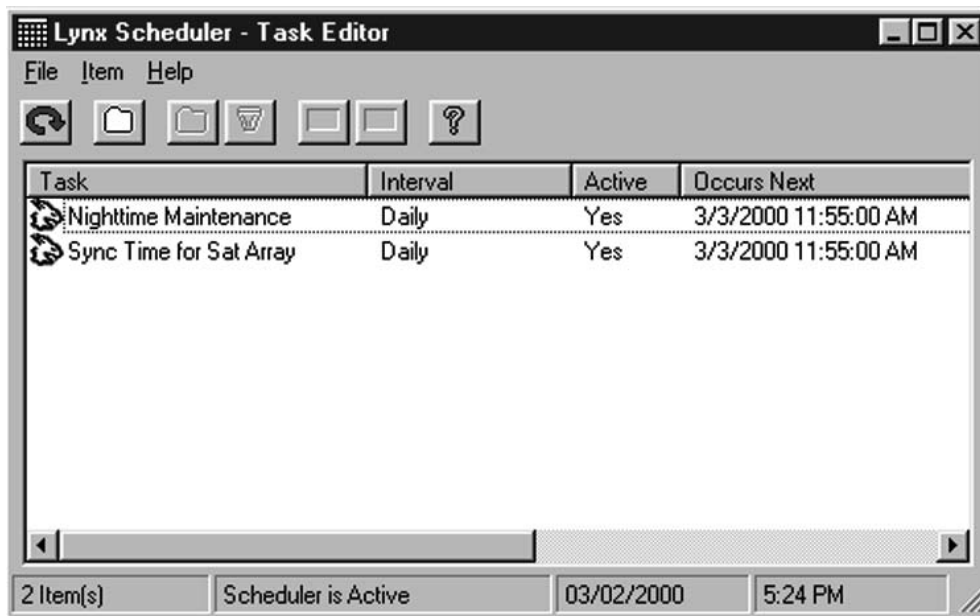 Lynx Scheduler - Task Editor
File Item Help
Task Interval Active Occurs Next
Nighttime Maintenance Daily Yes 3/3/2000 11:55:00 AM
Sync Time for Sat Array Daily Yes 3/3/2000 11:55:00 AM
2 Item(s) Scheduler is Active 03/02/2000 5:24 PM